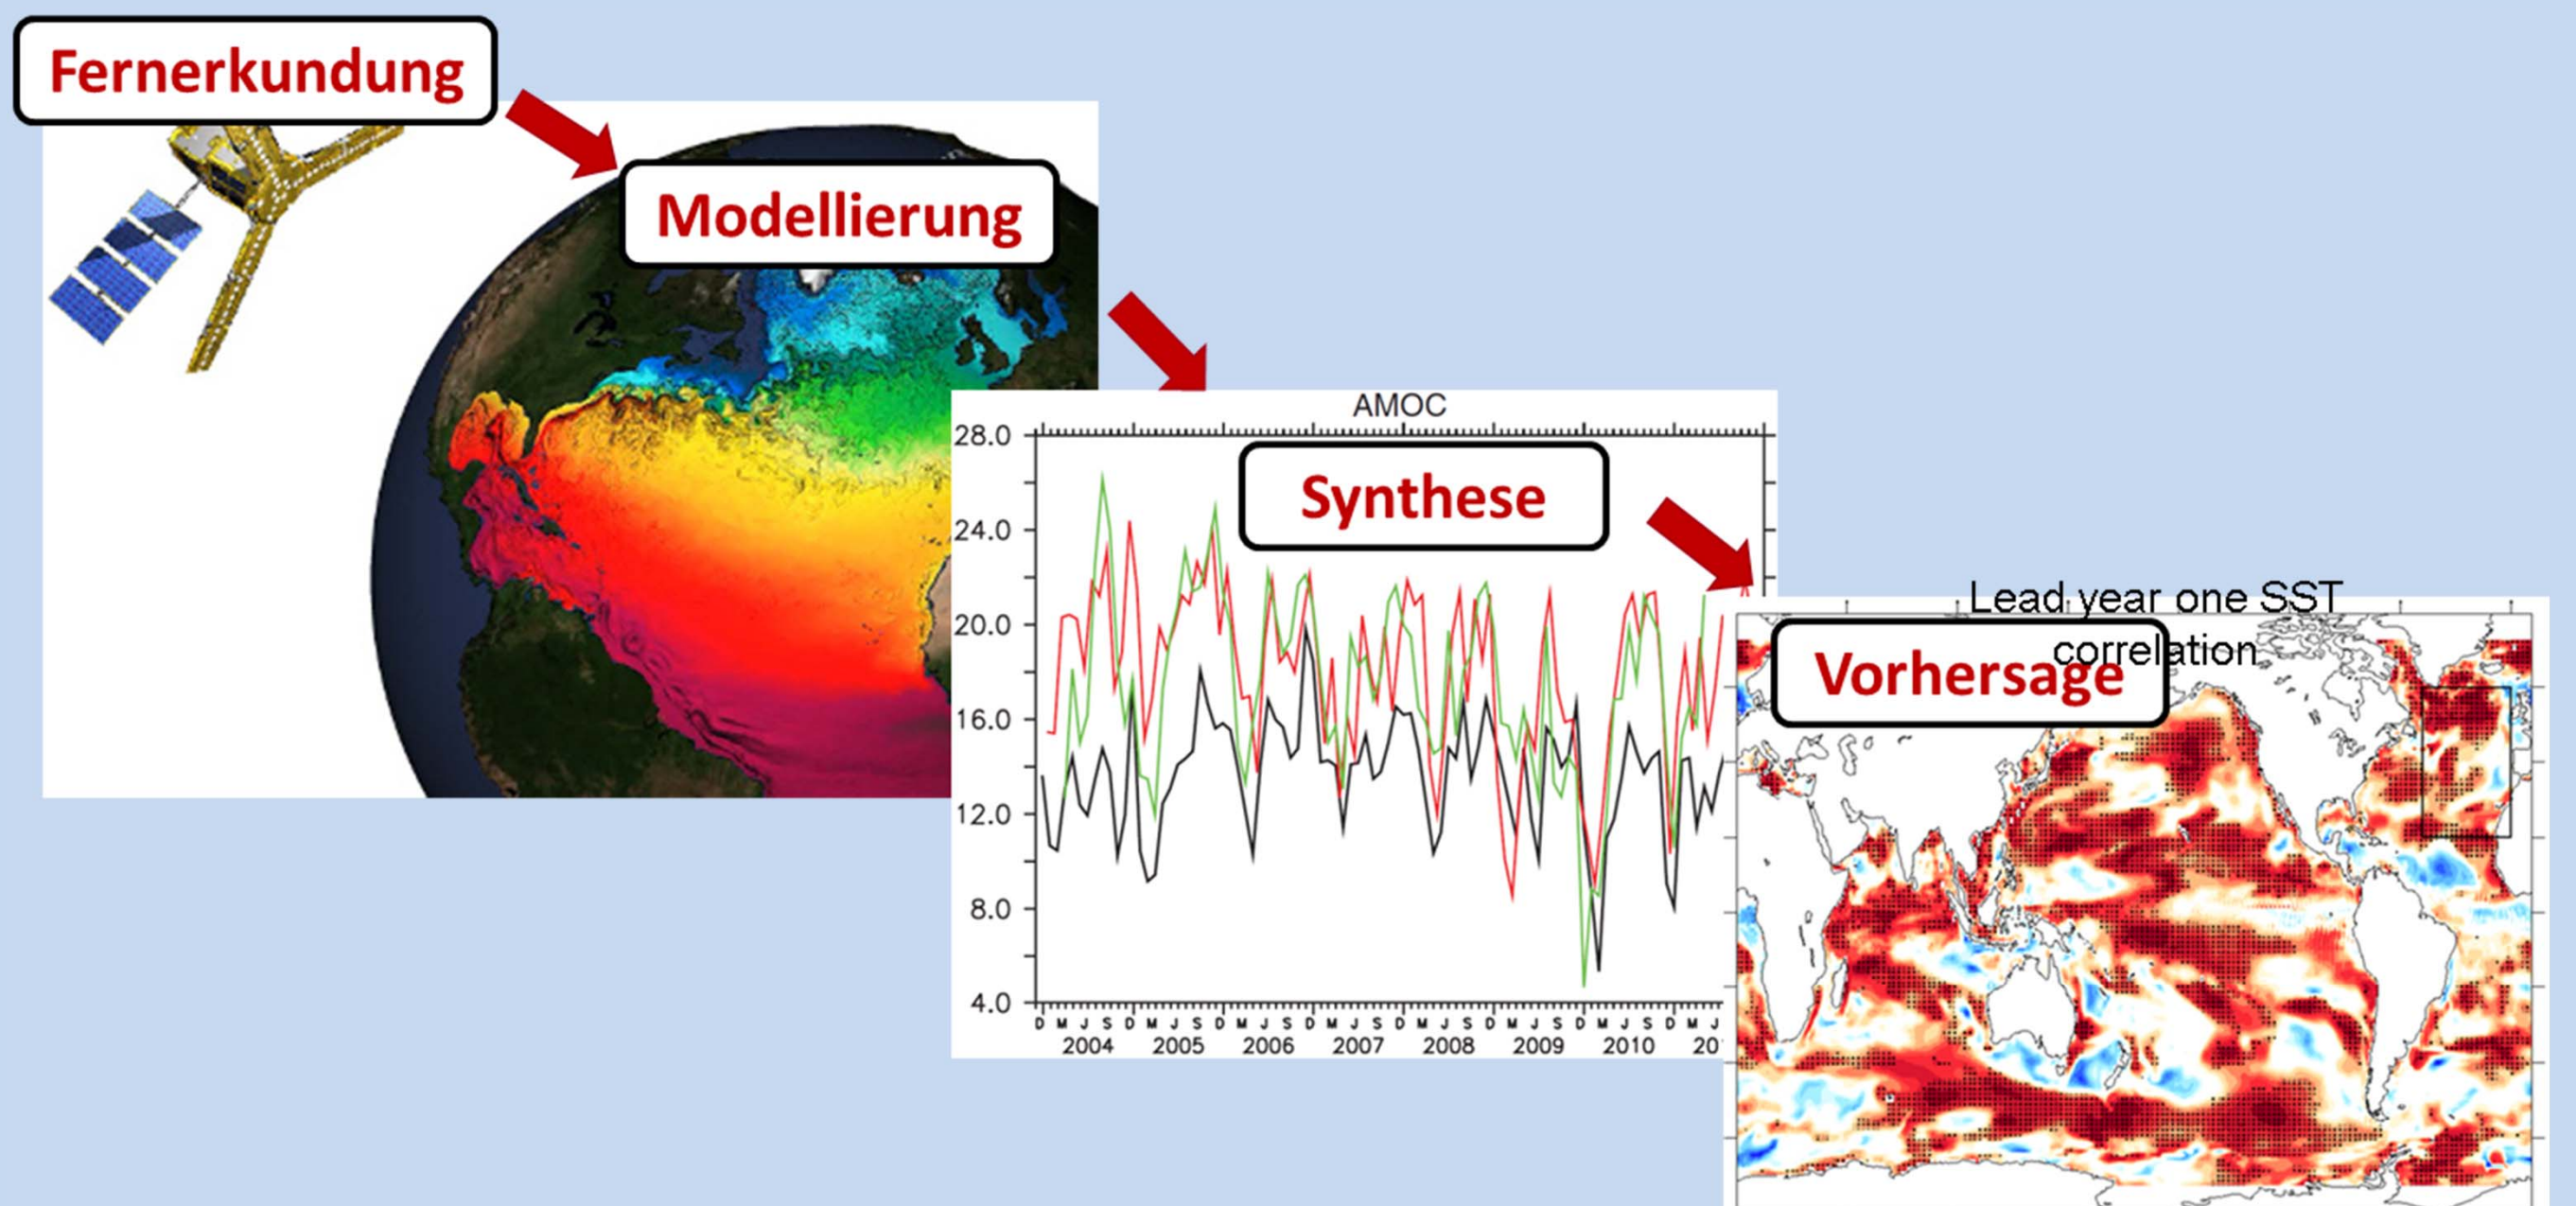 Fernerkundung
Modellierung
AMOC
28.0
Synthese
24.0
20.0
16.0
12.0
8.0
4.0
D M J S D M J S D M J S D M J S D M J S D M J S D M J S D M J
2004 2005 2006 2007 2008 2009 2010 20
Lead year one SST
correlation
Vorhersage